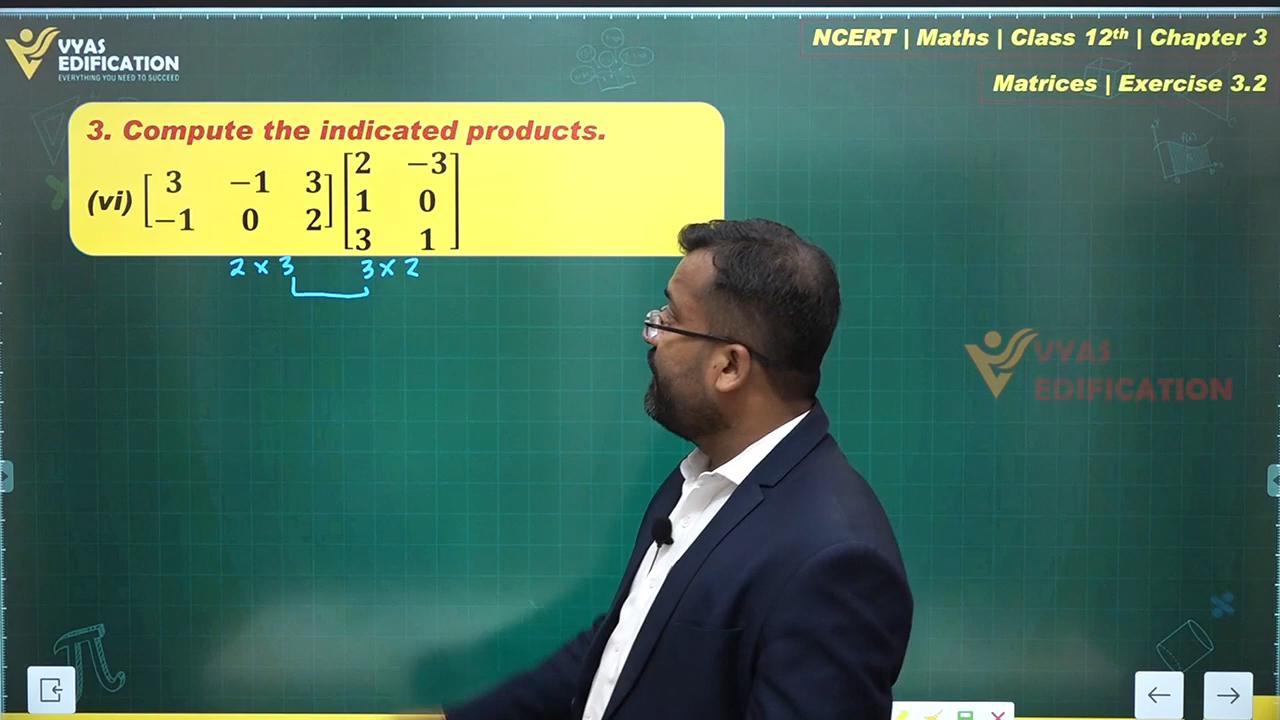 VYAS
EDIFICATION
EVERYTHING YOU NEED TO SUCCEED
NCERT | Maths | Class 12th | Chapter 3
Matrices | Exercise 3.2
3. Compute the indicated products.
(vi) [3 −1 3] [2 −3]
[−1 0 2] [1 0]
[3 1]
2 × 3 3 × 2
VYAS
EDIFICATION
π